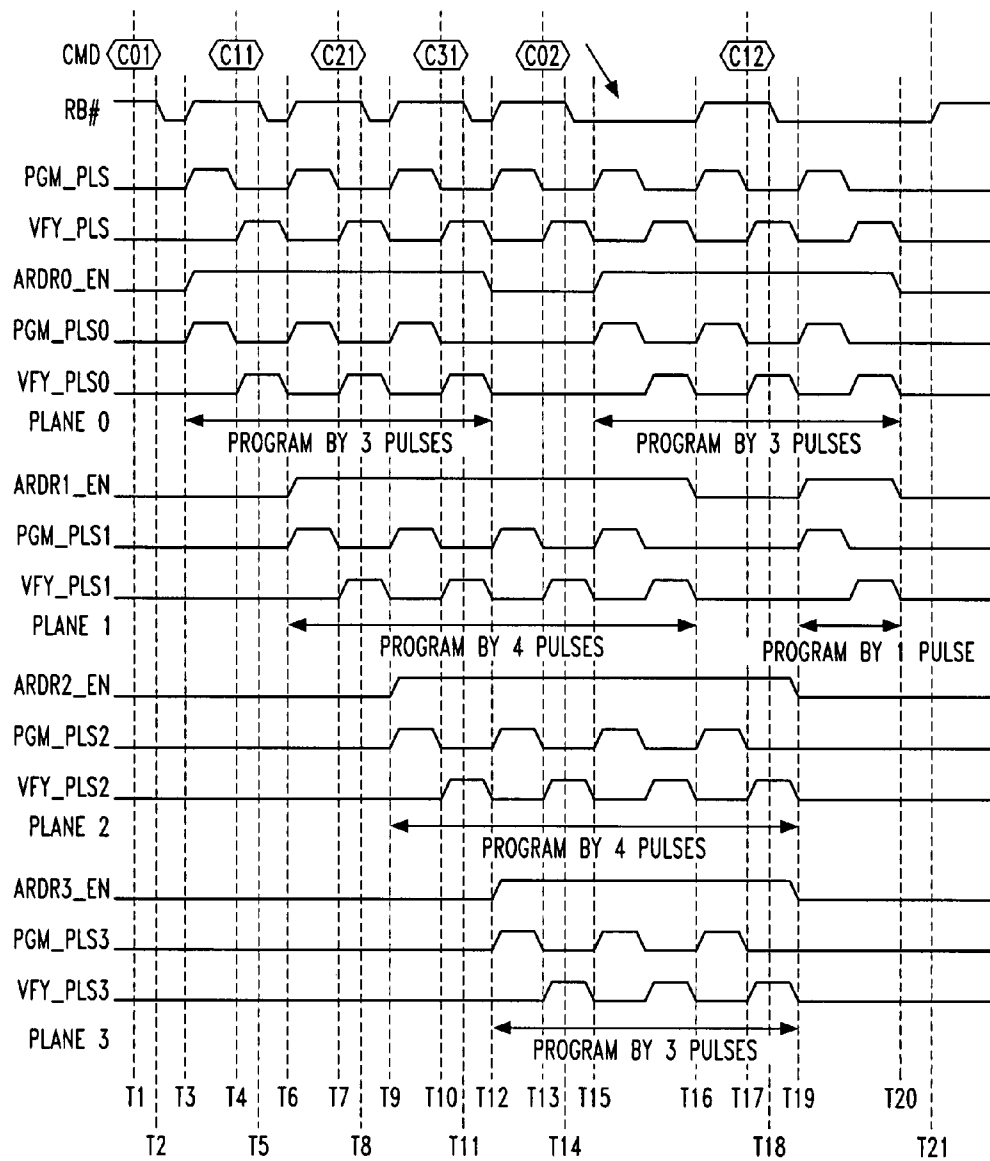 CMD C01 C11 C21 C31 C02 C12
RB#
PGM_PLS
VFY_PLS
ARDR0_EN
PGM_PLS0
VFY_PLS0
PLANE 0
PROGRAM BY 3 PULSES PROGRAM BY 3 PULSES
ARDR1_EN
PGM_PLS1
VFY_PLS1
PLANE 1
PROGRAM BY 4 PULSES PROGRAM BY 1 PULSE
ARDR2_EN
PGM_PLS2
VFY_PLS2
PLANE 2
PROGRAM BY 4 PULSES
ARDR3_EN
PGM_PLS3
VFY_PLS3
PLANE 3
PROGRAM BY 3 PULSES
T1 T3 T4 T6 T7 T9 T10 T12 T13 T15 T16 T17 T19 T20
T2 T5 T8 T11 T14 T18 T21